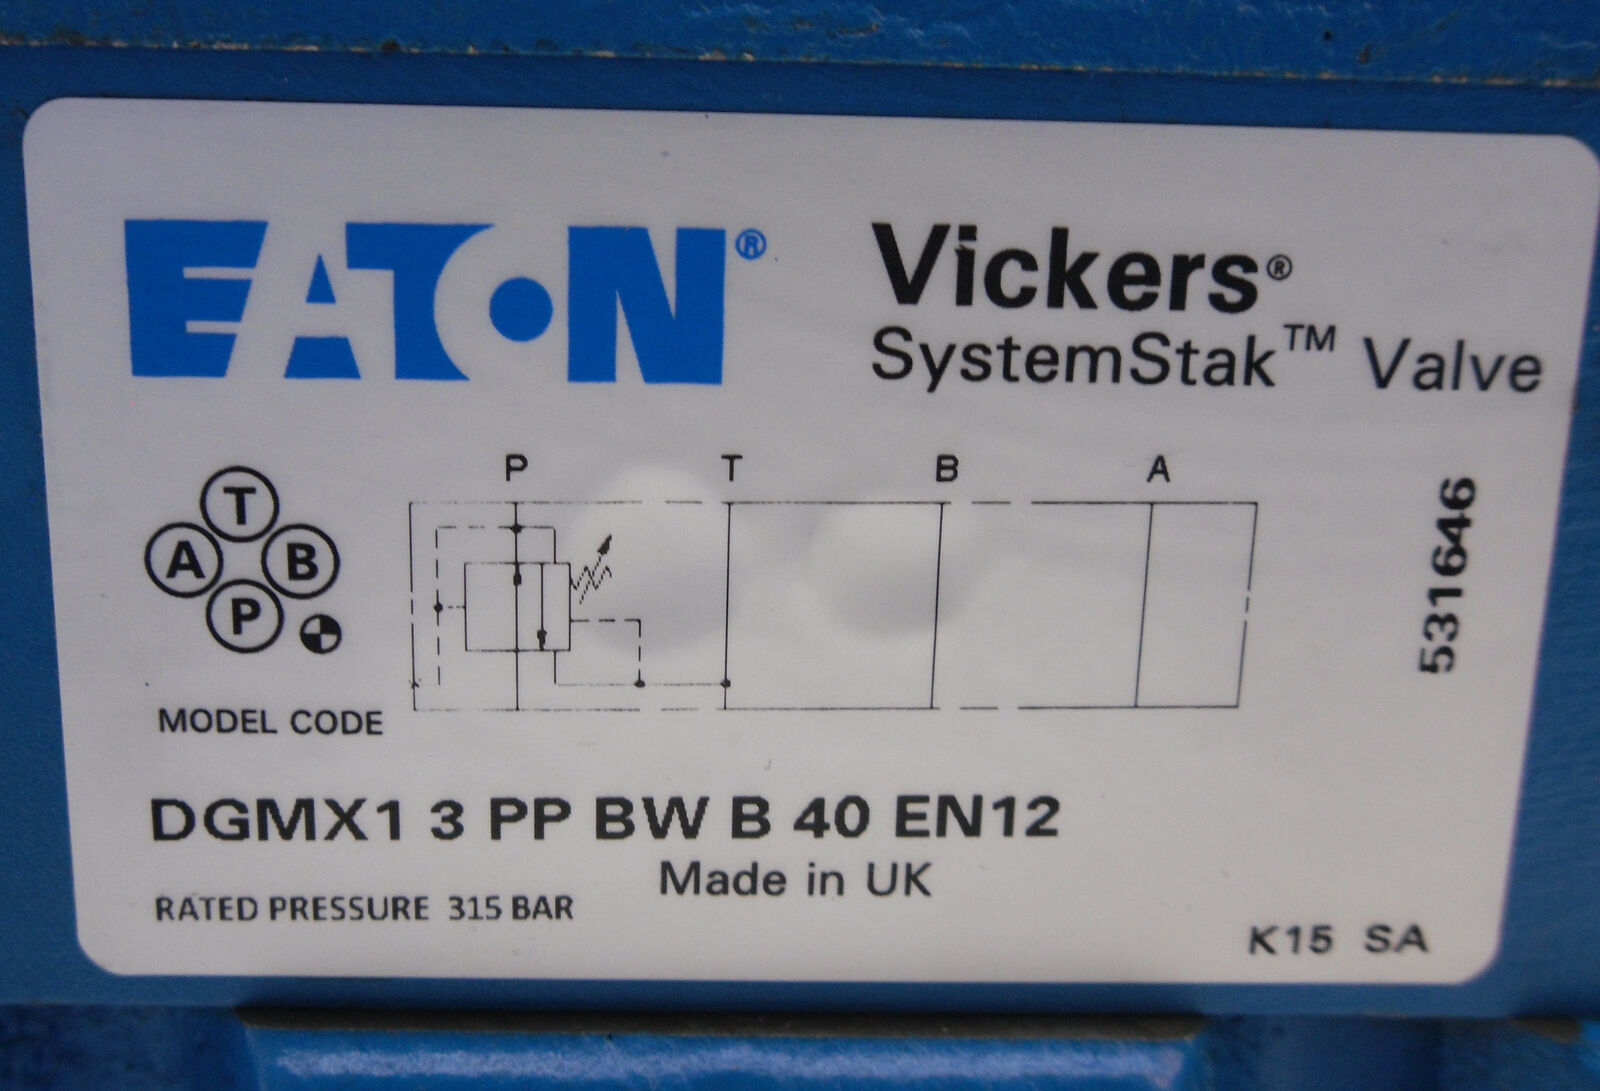 EATON®
Vickers®
SystemStak™ Valve
P T B A
T
A B
P
531646
MODEL CODE
DGMX1 3 PP BW B 40 EN12
Made in UK
RATED PRESSURE 315 BAR
K15 SA